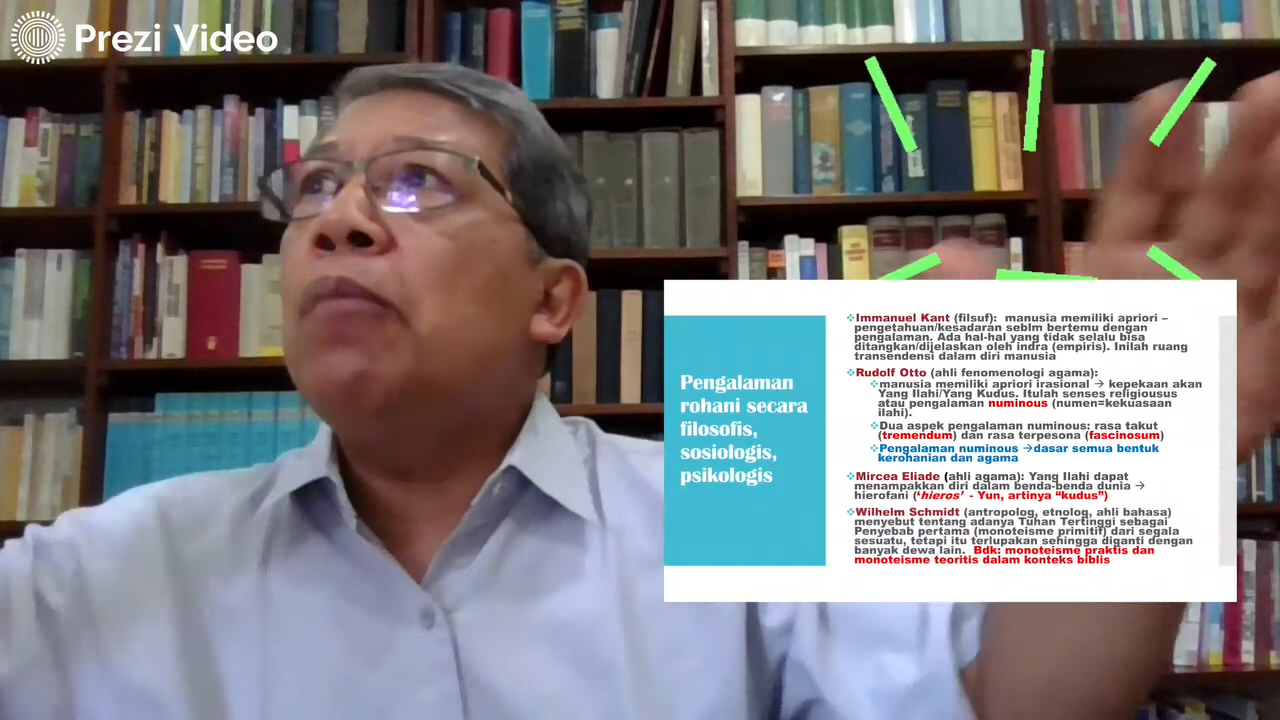 Prezi Video
Pengalaman
rohani secara
filosofis,
sosiologis,
psikologis
Immanuel Kant (filsuf): manusia memiliki apriori –
pengetahuan/kesadaran seblm bertemu dengan
pengalaman. Ada hal-hal yang tidak selalu bisa
ditangkap/dijelaskan oleh indra (empiris). Inilah ruang
transendensi dalam diri manusia
Rudolf Otto (ahli fenomenologi agama):
manusia memiliki apriori irasional → kepekaan akan
Yang Ilahi/Yang Kudus. Itulah senses religiousus
atau pengalaman numinous (numen=kekuasaan
ilahi).
Dua aspek pengalaman numinous: rasa takut
(tremendum) dan rasa terpesona (fascinosum)
Pengalaman numinous →dasar semua bentuk
kerohanian dan agama
Mircea Eliade (ahli agama): Yang Ilahi dapat
menampakkan diri dalam benda-benda dunia →
hierofani (‘hieros’ - Yun, artinya “kudus”)
Wilhelm Schmidt (antropolog, etnolog, ahli bahasa)
menyebut tentang adanya Tuhan Tertinggi sebagai
Penyebab pertama (monoteisme primitif) dari segala
sesuatu, tetapi itu terlupakan sehingga diganti dengan
banyak dewa lain. Bdk: monoteisme praktis dan
monoteisme teoritis dalam konteks biblis